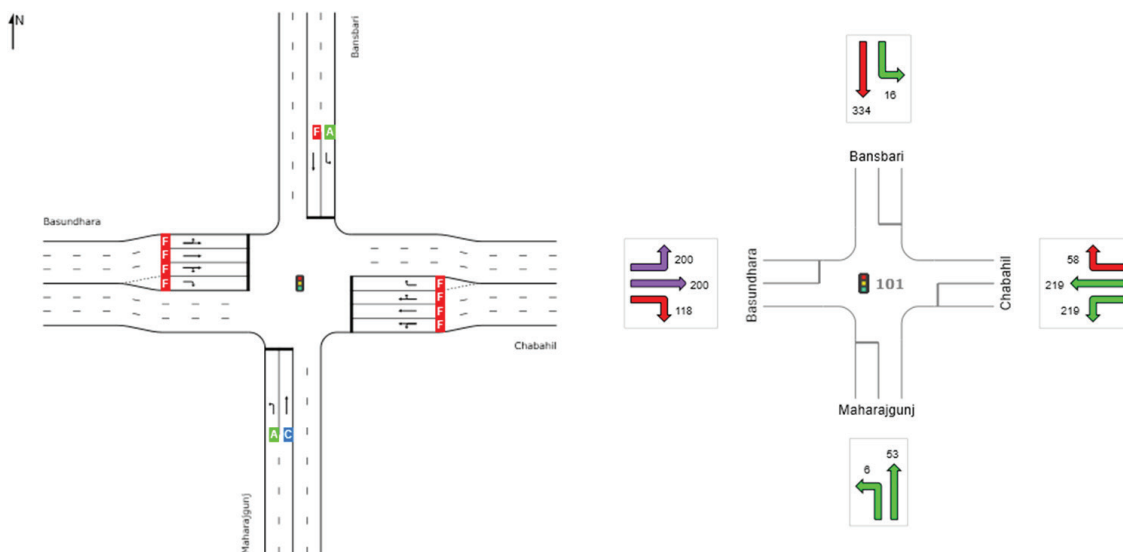 N
Bansbari
F A
Basundhara
F
F
F
F
F
F
F
F
Chabahil
A C
Maharajgunj
334
16
Bansbari
200
200
118
Basundhara
101
Chabahil
58
219
219
Maharajgunj
6
53